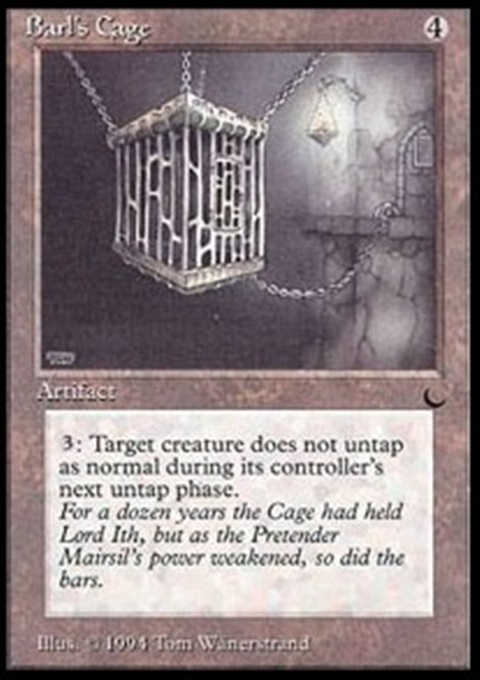 Barl's Cage 4
Artifact
3: Target creature does not untap
as normal during its controller's
next untap phase.
For a dozen years the Cage had held
Lord Ith, but as the Pretender
Mairsil's power weakened, so did the
bars.
Illus. © 1994 Tom Wänerstrand